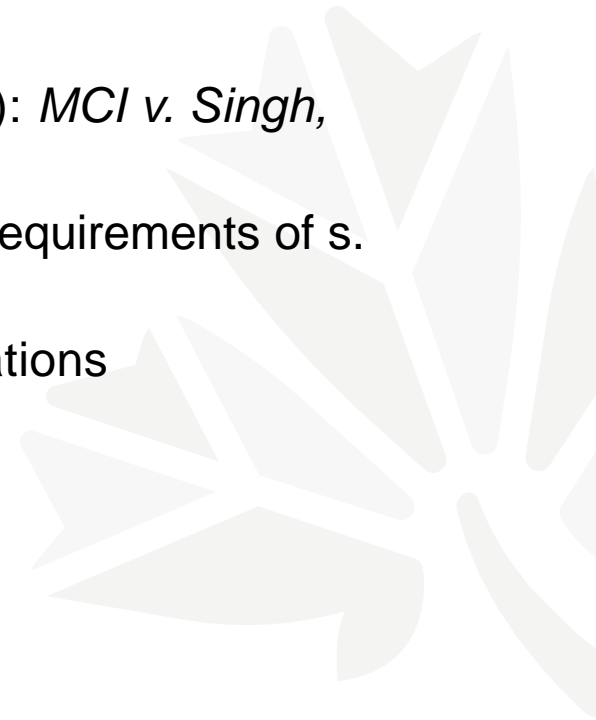 ): MCI v. Singh,
equirements of s.
ations